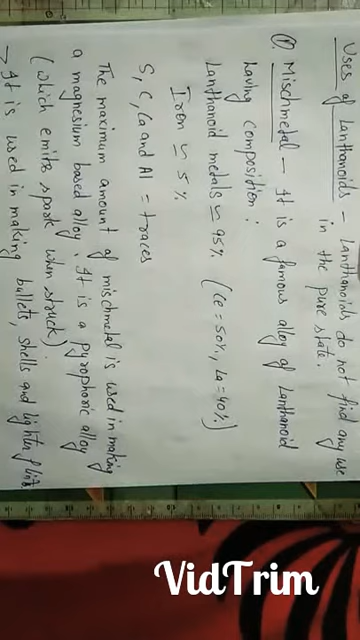 Uses of Lanthanoids - Lanthanoids do not find any use
in the pure state.
① Mischmetal - It is a famous alloy of Lanthanoid
having composition:
Lanthanoid metals ≃ 95% (Ce = 50%, La = 40%)
Iron ≃ 5%
S, C, Ca and Al = traces
The maximum amount of mischmetal is used in making
a magnesium based alloy. It is a pyrophoric alloy
(which emits spark when struck).
→ It is used in making bullets, shells and lighter flints
VidTrim